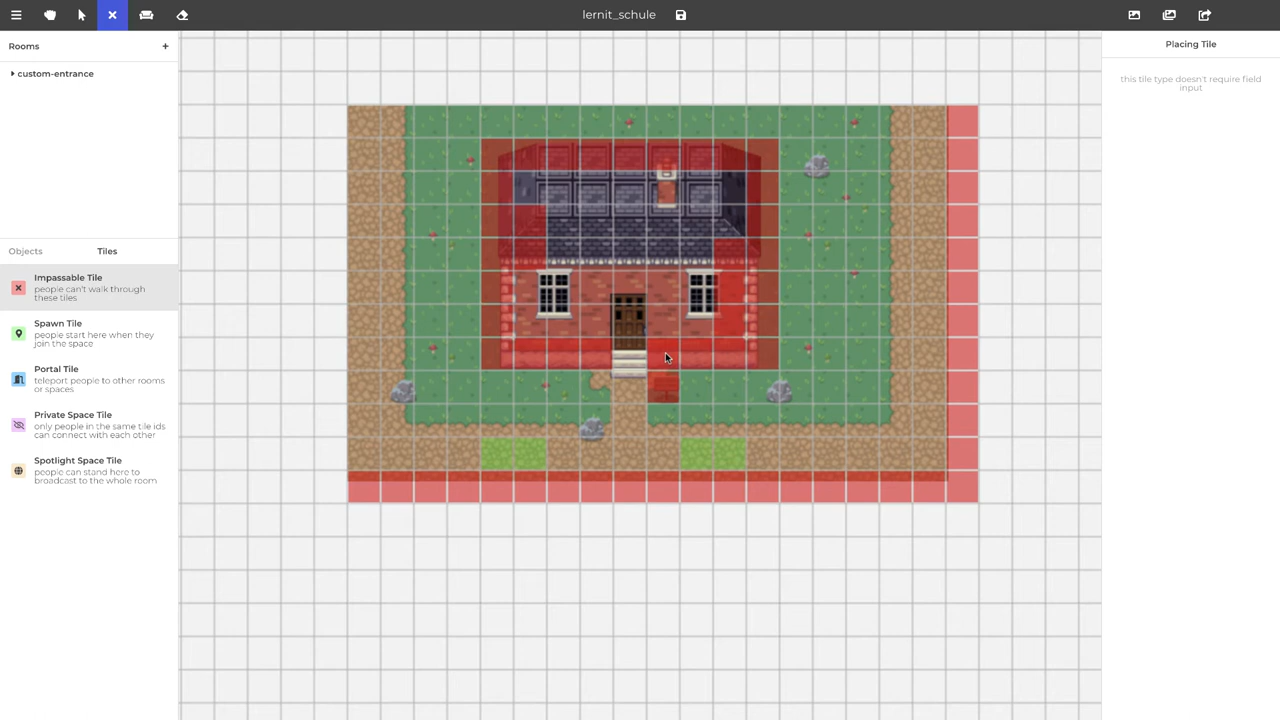 lernit_schule
Rooms
+
custom-entrance
Objects
Tiles
Impassable Tile
people can't walk through
these tiles
Spawn Tile
people start here when they
join the space
Portal Tile
teleport people to other rooms
or spaces
Private Space Tile
only people in the same tile ids
can connect with each other
Spotlight Space Tile
people can stand here to
broadcast to the whole room
Placing Tile
this tile type doesn't require field
input